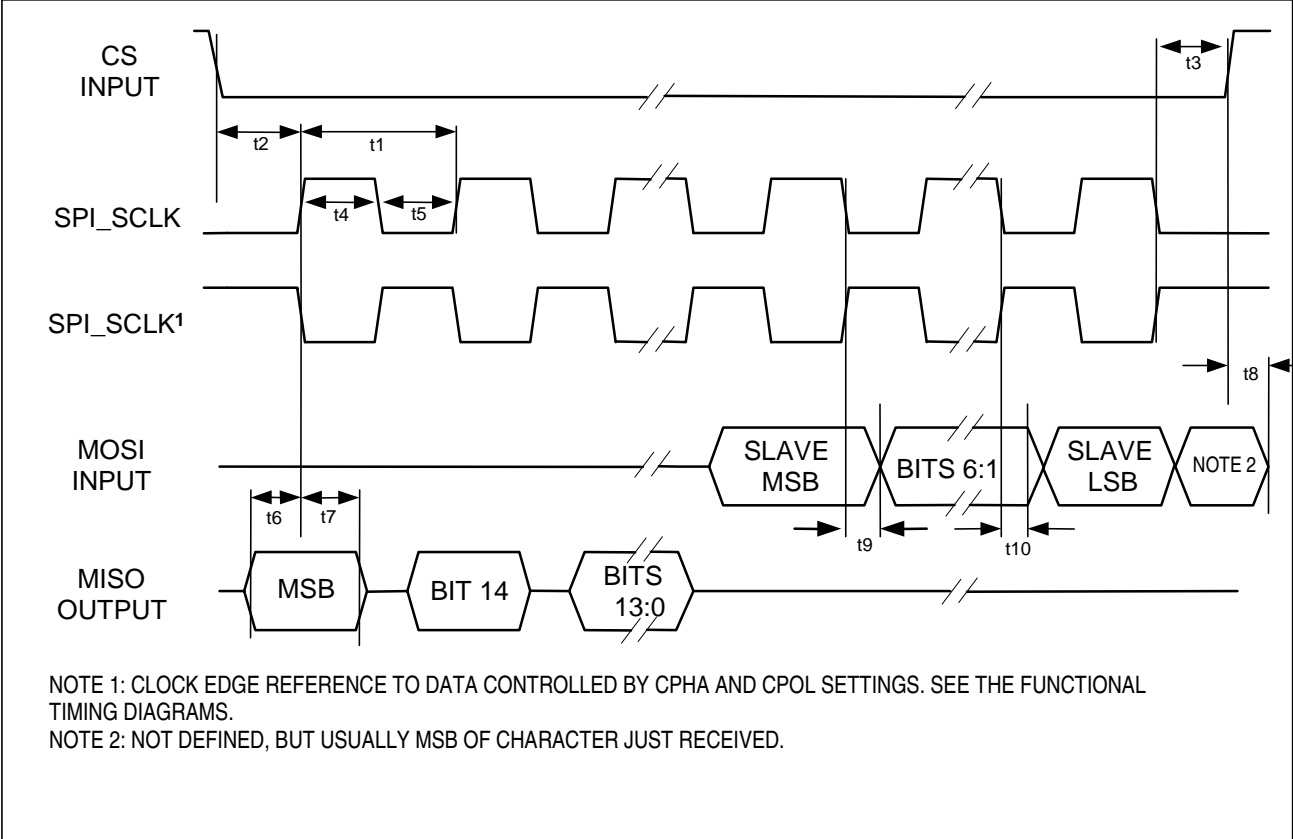 CS
INPUT
t3
t2
t1
SPI_SCLK
t4
t5
SPI_SCLK¹
t8
MOSI
INPUT
SLAVE
MSB
BITS 6:1
SLAVE
LSB
NOTE 2
t6
t7
t9
t10
MISO
OUTPUT
MSB
BIT 14
BITS
13:0
NOTE 1: CLOCK EDGE REFERENCE TO DATA CONTROLLED BY CPHA AND CPOL SETTINGS. SEE THE FUNCTIONAL
TIMING DIAGRAMS.
NOTE 2: NOT DEFINED, BUT USUALLY MSB OF CHARACTER JUST RECEIVED.